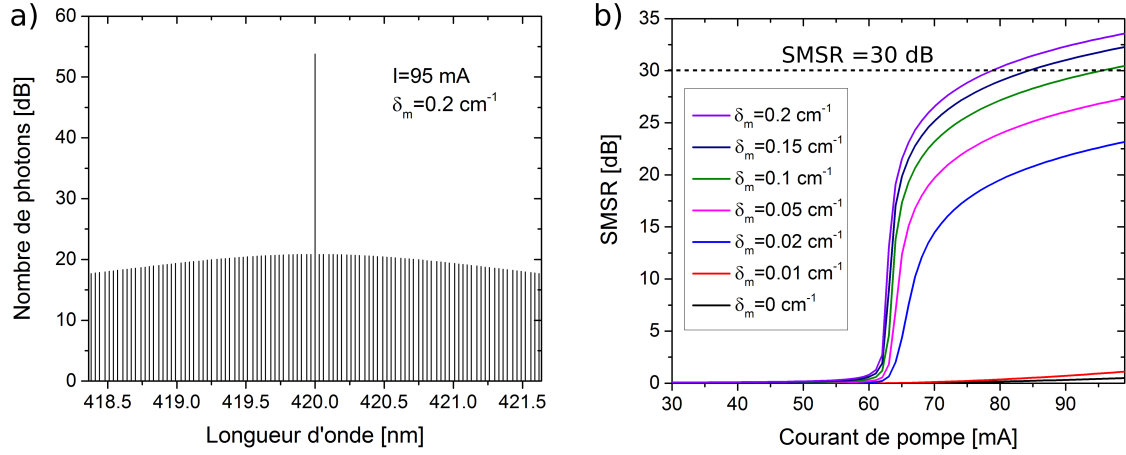 a)
60
50
40
30
20
10
0
Nombre de photons [dB]
I=95 mA
δm=0.2 cm-1
418.5 419.0 419.5 420.0 420.5 421.0 421.5
Longueur d'onde [nm]
b)
35
30
25
20
15
10
5
0
SMSR [dB]
SMSR =30 dB
δm=0.2 cm-1
δm=0.15 cm-1
δm=0.1 cm-1
δm=0.05 cm-1
δm=0.02 cm-1
δm=0.01 cm-1
δm=0 cm-1
30 40 50 60 70 80 90
Courant de pompe [mA]